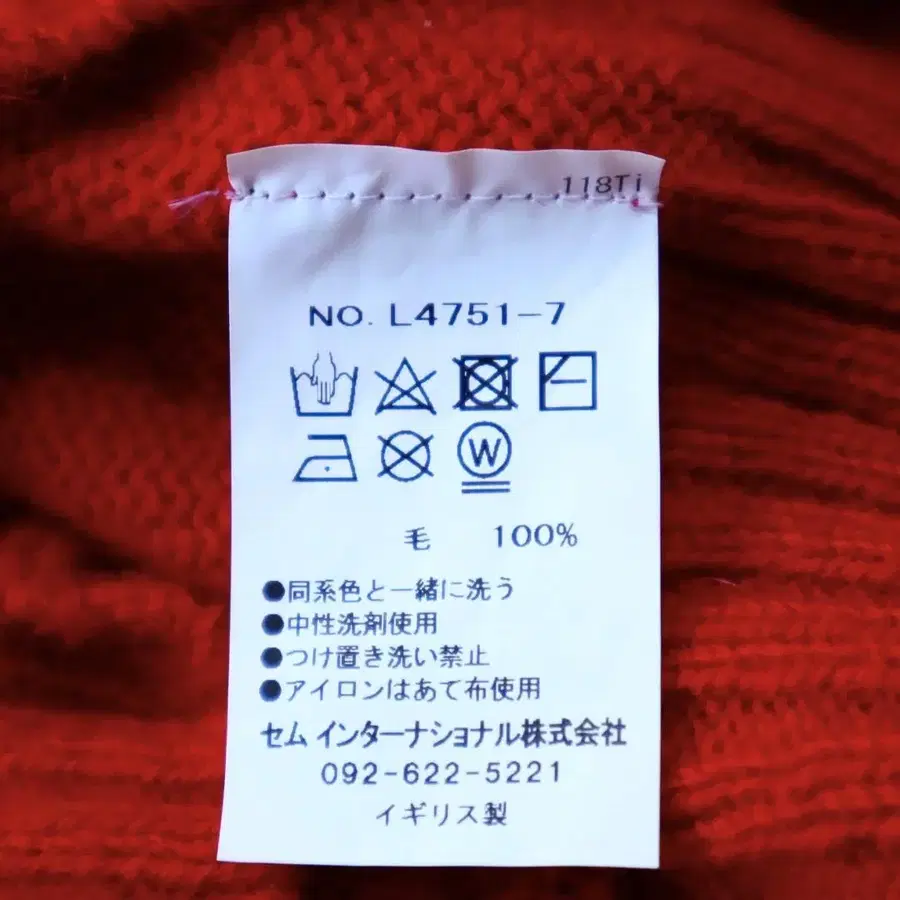 118Ti
NO. L4751-7
W
毛 100%
●同系色と一緒に洗う
●中性洗剤使用
●つけ置き洗い禁止
●アイロンはあて布使用
セム インターナショナル株式会社
092-622-5221
イギリス製